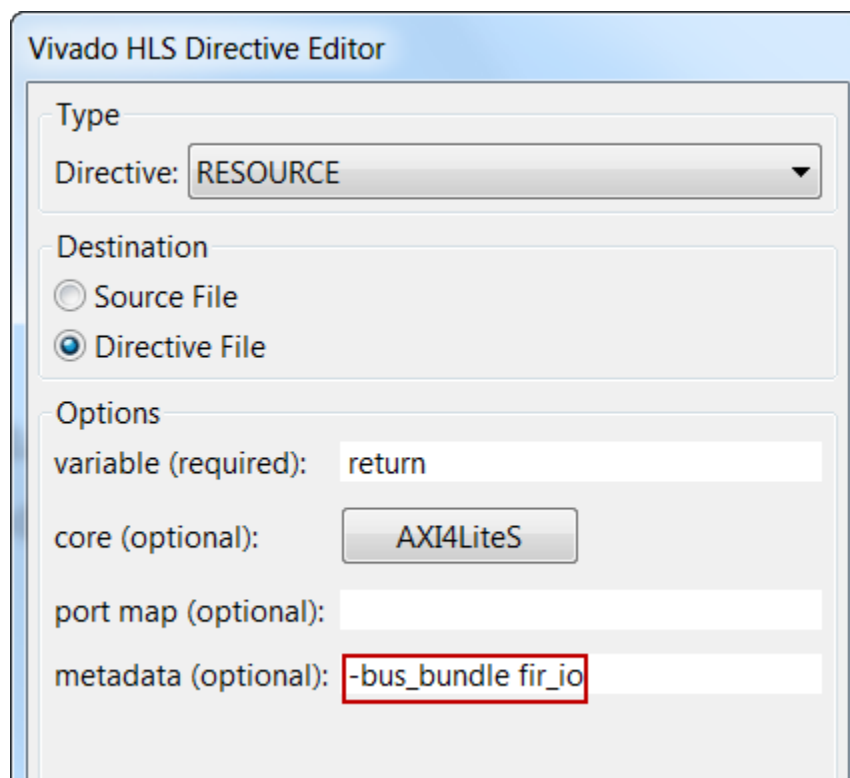 Vivado HLS Directive Editor
Type
Directive: RESOURCE
Destination
Source File
Directive File
Options
variable (required): return
core (optional): AXI4LiteS
port map (optional):
metadata (optional): -bus_bundle fir_io